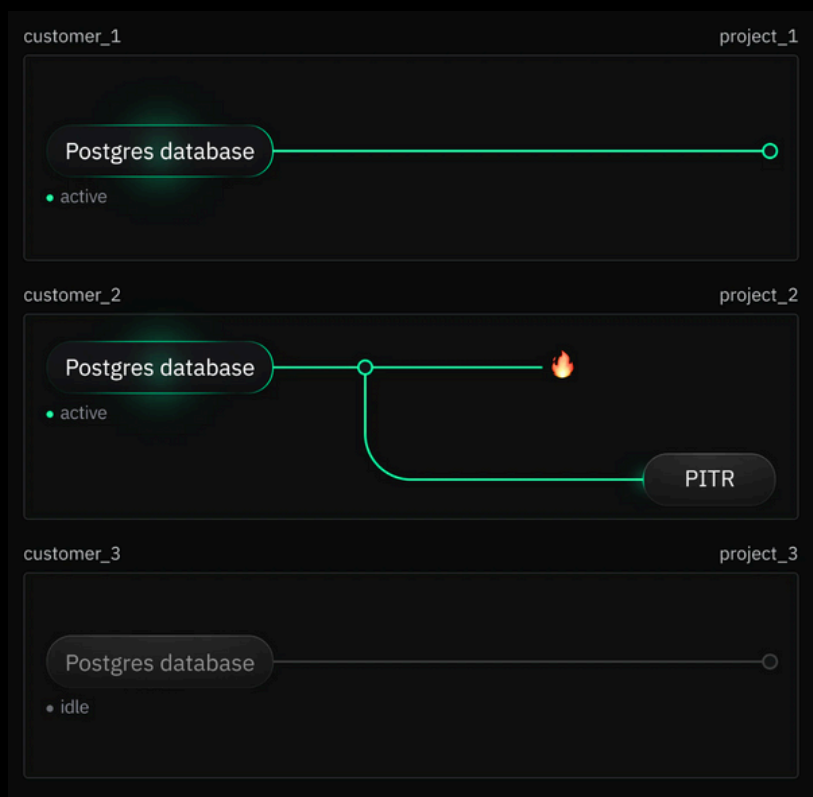 customer_1 project_1
Postgres database
active
customer_2 project_2
Postgres database
active
PITR
customer_3 project_3
Postgres database
idle